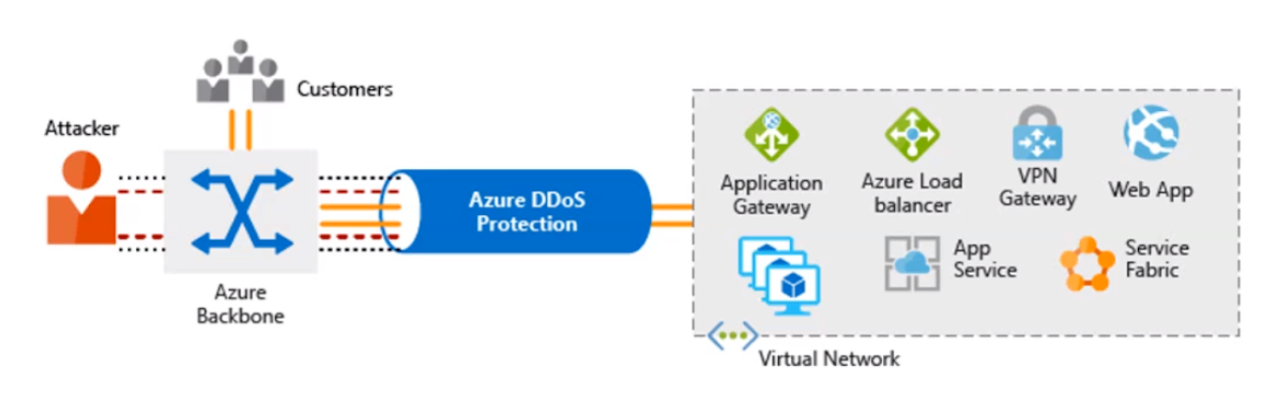 Customers
Attacker
Azure
Backbone
Azure DDoS
Protection
Application
Gateway
Azure Load
balancer
VPN
Gateway
Web App
App
Service
Service
Fabric
Virtual Network